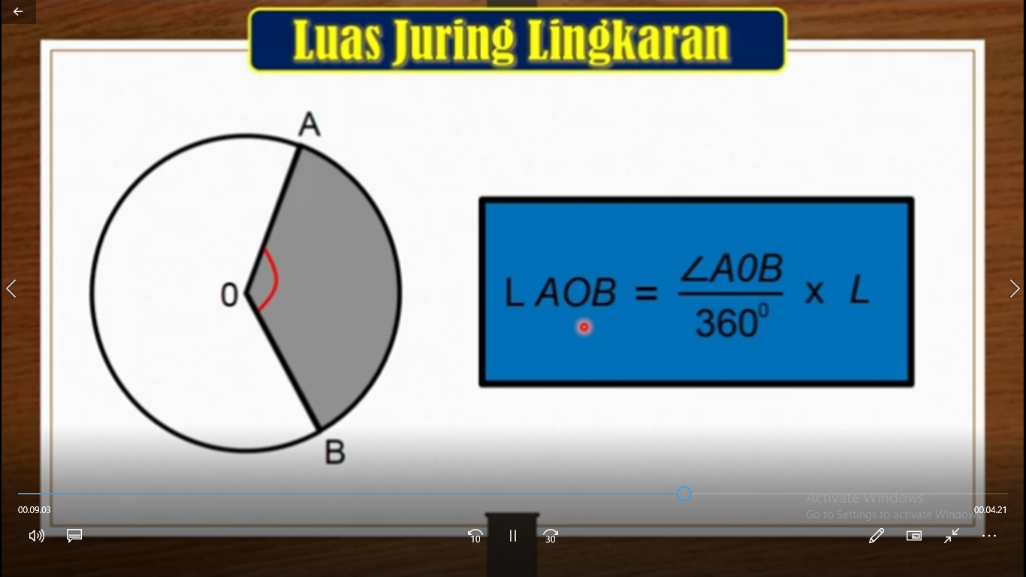 Luas Juring Lingkaran
A
0
B
L AOB = ∠A0B / 360⁰ x L
Activate Windows
Go to Settings to activate Windows
00.09.03
00.04.21
10
30